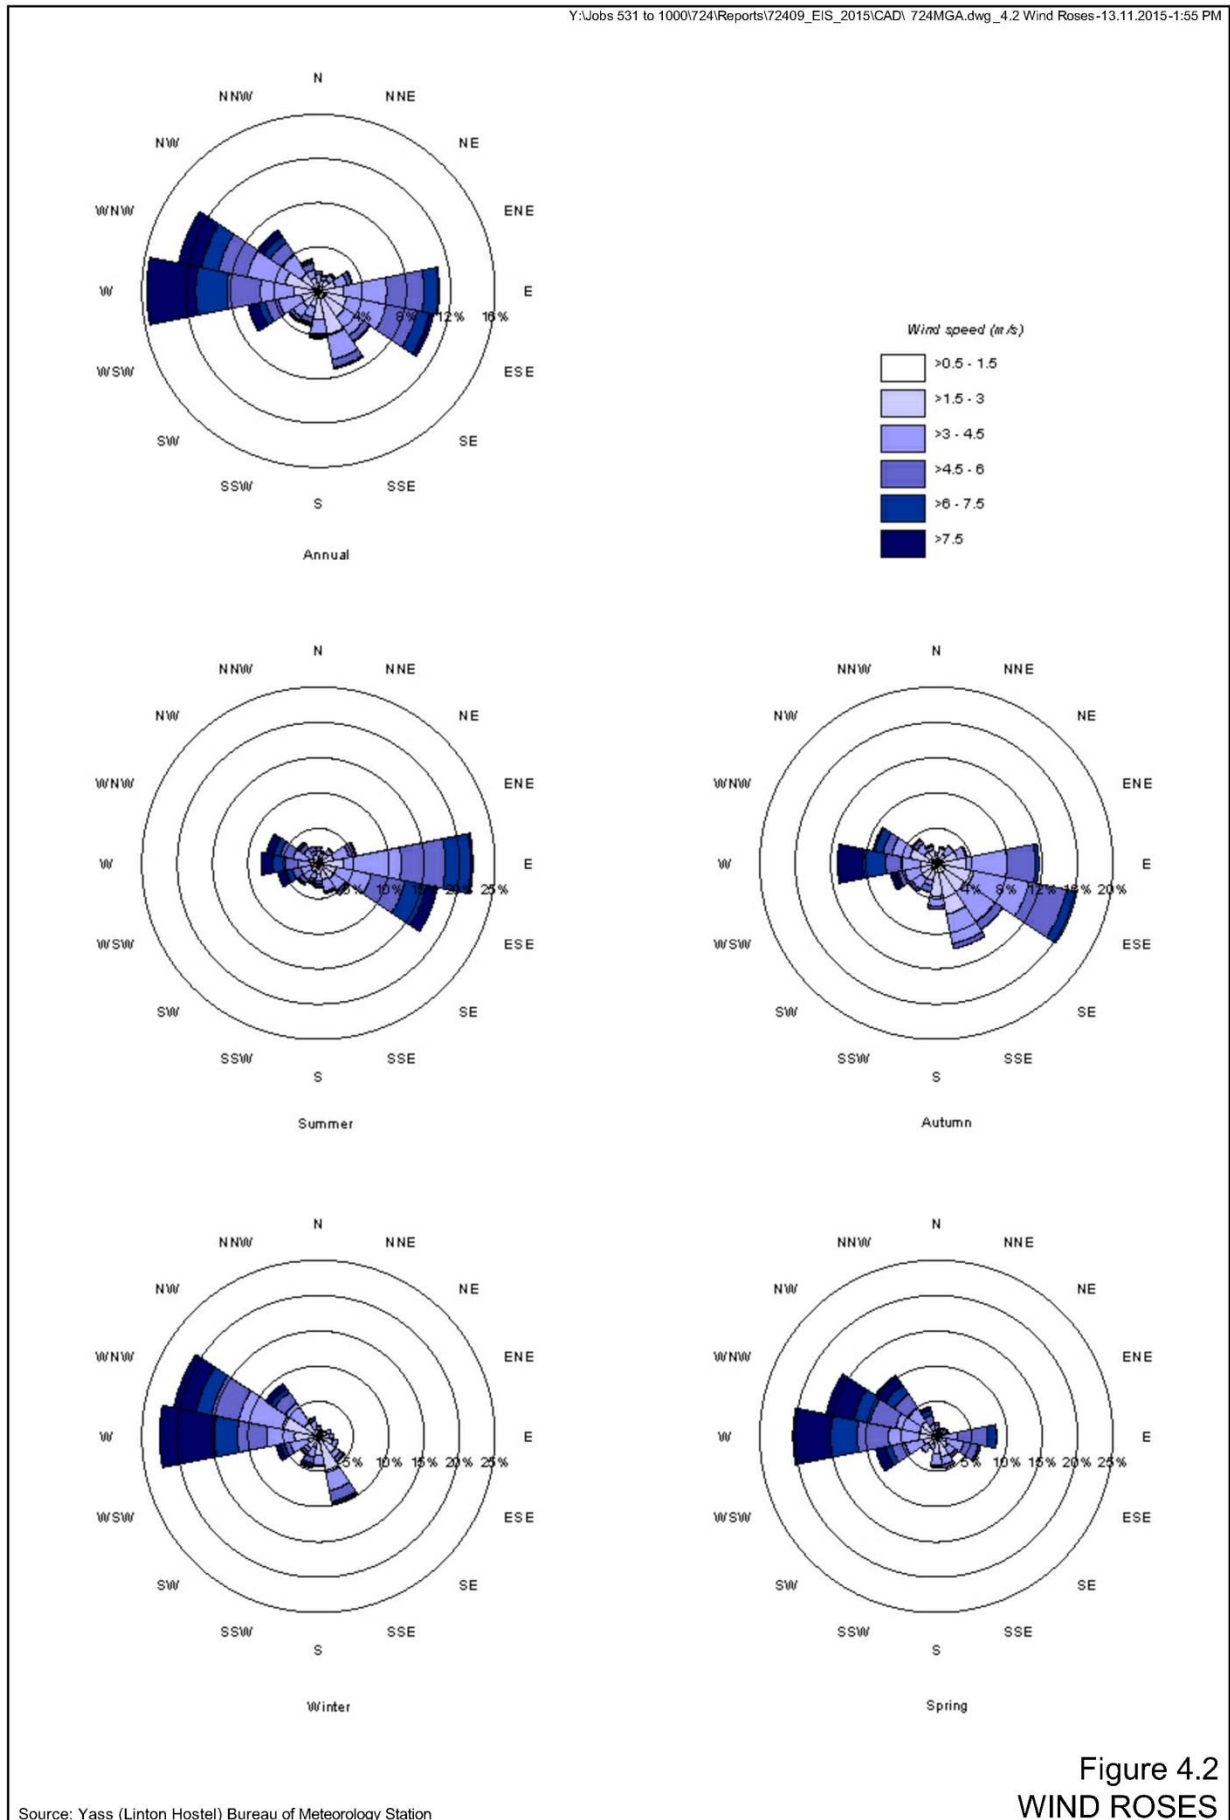 Y:\Jobs 531 to 1000\724\Reports\72409_EIS_2015\CAD\ 724MGA.dwg_4.2 Wind Roses-13.11.2015-1:55 PM
N
NNW NNE
NW NE
WNW ENE
W E
4% 8% 12% 16%
WSW ESE
SW SE
SSW SSE
S
Annual
Wind speed (m/s)
>0.5 - 1.5
>1.5 - 3
>3 - 4.5
>4.5 - 6
>6 - 7.5
>7.5
N
NNW NNE
NW NE
WNW ENE
W E
5% 10% 15% 20% 25%
WSW ESE
SW SE
SSW SSE
S
Summer
N
NNW NNE
NW NE
WNW ENE
W E
4% 8% 12% 16% 20%
WSW ESE
SW SE
SSW SSE
S
Autumn
N
NNW NNE
NW NE
WNW ENE
W E
5% 10% 15% 20% 25%
WSW ESE
SW SE
SSW SSE
S
Winter
N
NNW NNE
NW NE
WNW ENE
W E
5% 10% 15% 20% 25%
WSW ESE
SW SE
SSW SSE
S
Spring
Figure 4.2
WIND ROSES
Source: Yass (Linton Hostel) Bureau of Meteorology Station